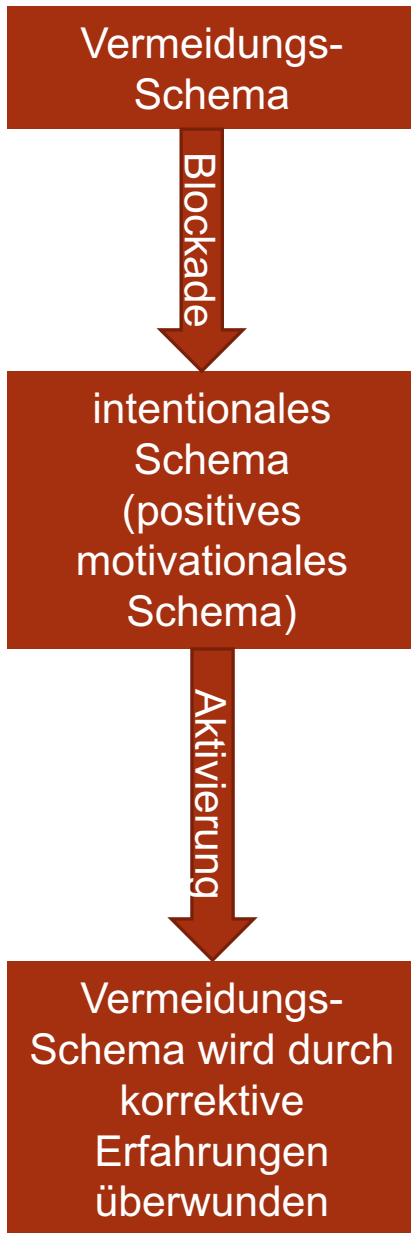 Vermeidungs-
Schema
Blockade
intentionales
Schema
(positives
motivationales
Schema)
Aktivierung
Vermeidungs-
Schema wird durch
korrektive
Erfahrungen
überwunden